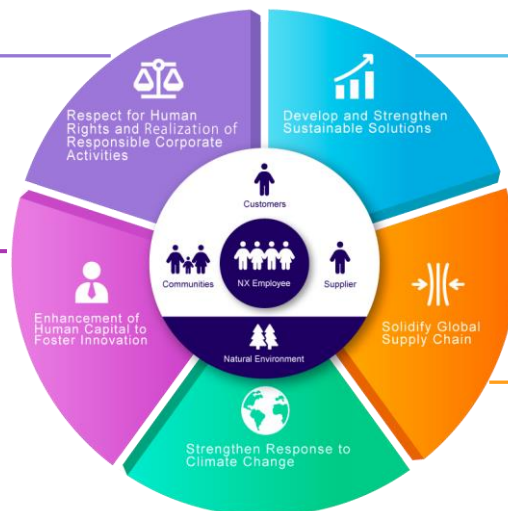 Respect for Human
Rights and Realization of
Responsible Corporate
Activities
Develop and Strengthen
Sustainable Solutions
Customers
Communities
NX Employee
Supplier
Enhancement of
Human Capital to
Foster Innovation
Solidify Global
Supply Chain
Natural Environment
Strengthen Response to
Climate Change